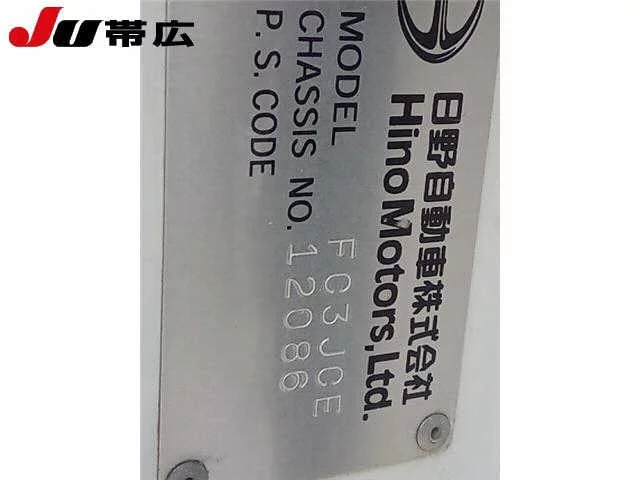 JU帯広
日野自動車株式会社
Hino Motors, Ltd.
MODEL FC3JCE
CHASSIS NO. 12086
P. S. CODE